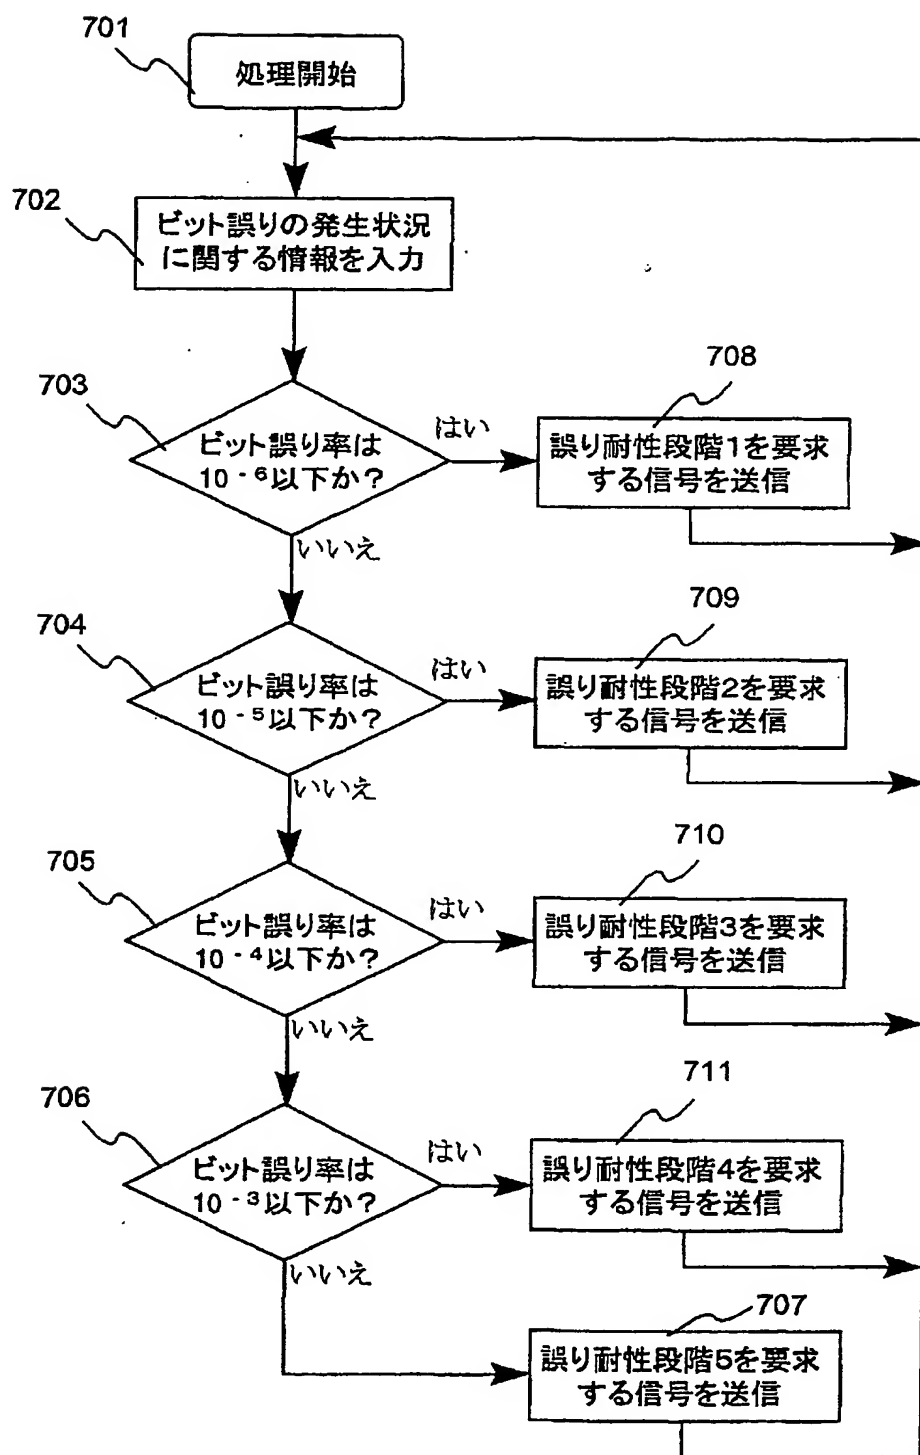 701
処理開始
702
ビット誤りの発生状況
に関する情報を入力
703
ビット誤り率は
10⁻⁶以下か?
はい
708
誤り耐性段階1を要求
する信号を送信
いいえ
704
ビット誤り率は
10⁻⁵以下か?
はい
709
誤り耐性段階2を要求
する信号を送信
いいえ
705
ビット誤り率は
10⁻⁴以下か?
はい
710
誤り耐性段階3を要求
する信号を送信
いいえ
706
ビット誤り率は
10⁻³以下か?
はい
711
誤り耐性段階4を要求
する信号を送信
いいえ
707
誤り耐性段階5を要求
する信号を送信